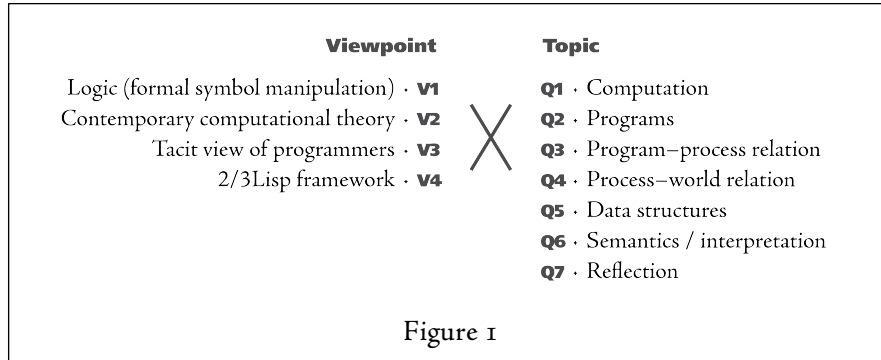 Viewpoint Topic
Logic (formal symbol manipulation) · V1 Q1 · Computation
Contemporary computational theory · V2 Q2 · Programs
Tacit view of programmers · V3 Q3 · Program–process relation
2/3Lisp framework · V4 Q4 · Process–world relation
Q5 · Data structures
Q6 · Semantics / interpretation
Q7 · Reflection
Figure 1